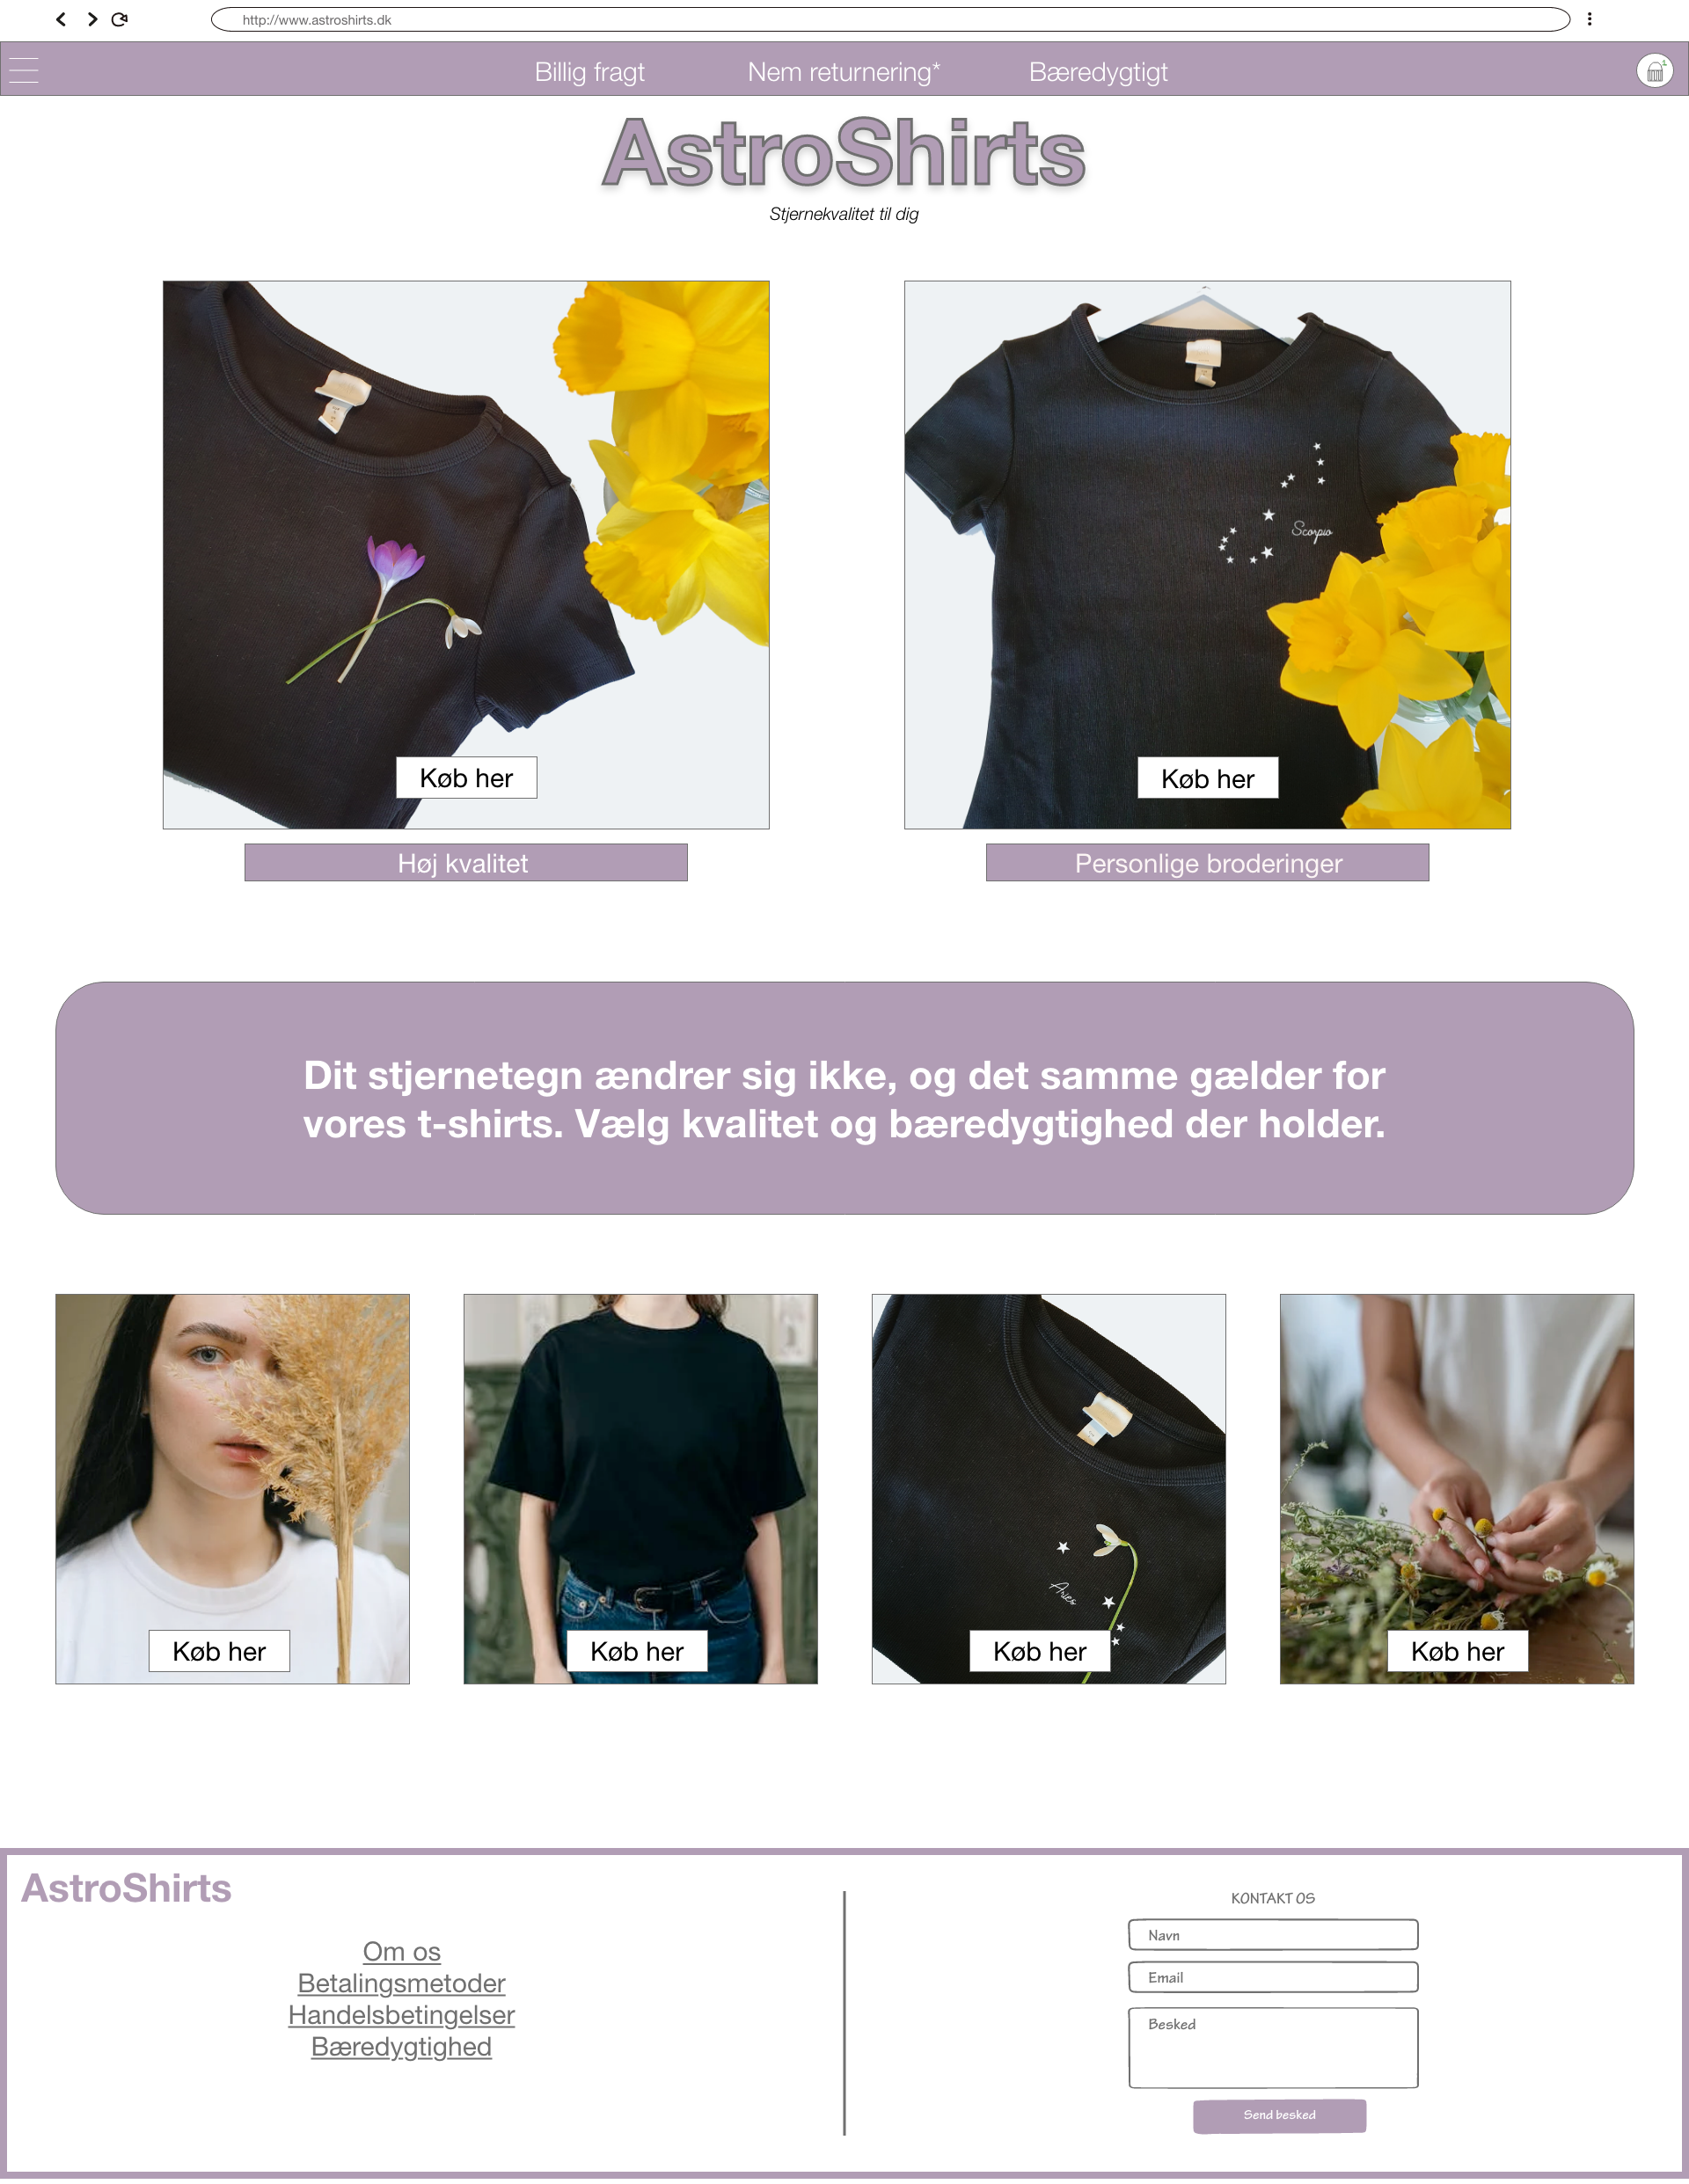 http://www.astroshirts.dk
Billig fragt
Nem returnering*
Bæredygtigt
1
AstroShirts
Stjernekvalitet til dig
Scorpio
Køb her
Køb her
Høj kvalitet
Personlige broderinger
Dit stjernetegn ændrer sig ikke, og det samme gælder for
vores t-shirts. Vælg kvalitet og bæredygtighed der holder.
Aries
Køb her
Køb her
Køb her
Køb her
AstroShirts
Om os
Betalingsmetoder
Handelsbetingelser
Bæredygtighed
KONTAKT OS
Navn
Email
Besked
Send besked